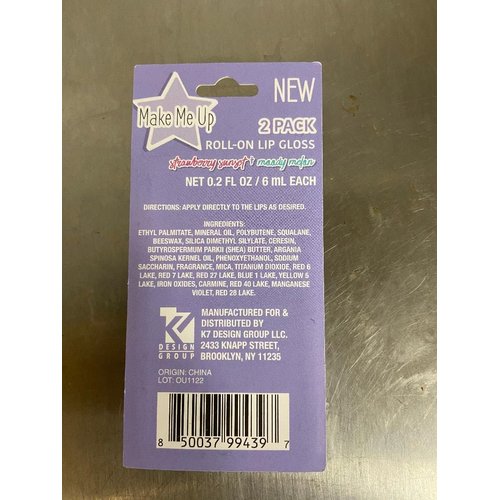 Make Me Up
NEW
2 PACK
ROLL-ON LIP GLOSS
strawberry sunset + moody melon
NET 0.2 FL OZ / 6 mL EACH
DIRECTIONS: APPLY DIRECTLY TO THE LIPS AS DESIRED.
INGREDIENTS:
ETHYL PALMITATE, MINERAL OIL, POLYBUTENE, SQUALANE,
BEESWAX, SILICA DIMETHYL SILYLATE, CERESIN,
BUTYROSPERMUM PARKII (SHEA) BUTTER, ARGANIA
SPINOSA KERNEL OIL, PHENOXYETHANOL, SODIUM
SACCHARIN, FRAGRANCE, MICA, TITANIUM DIOXIDE, RED 6
LAKE, RED 7 LAKE, RED 27 LAKE, BLUE 1 LAKE, YELLOW 5
LAKE, IRON OXIDES, CARMINE, RED 40 LAKE, MANGANESE
VIOLET, RED 28 LAKE.
K7
DESIGN
GROUP
MANUFACTURED FOR &
DISTRIBUTED BY
K7 DESIGN GROUP LLC.
2433 KNAPP STREET,
BROOKLYN, NY 11235
ORIGIN: CHINA
LOT: OU1122
8 50037 99439 7